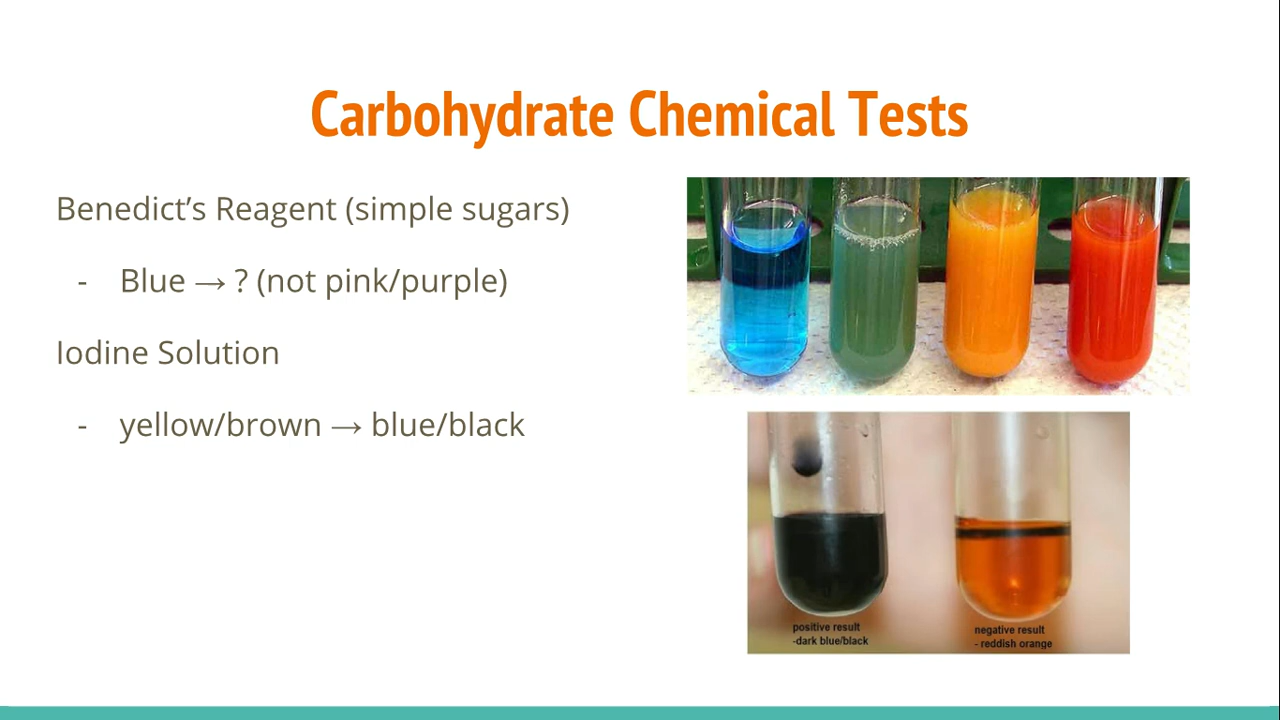 Carbohydrate Chemical Tests
Benedict’s Reagent (simple sugars)
- Blue → ? (not pink/purple)
Iodine Solution
- yellow/brown → blue/black
positive result
-dark blue/black
negative result
- reddish orange